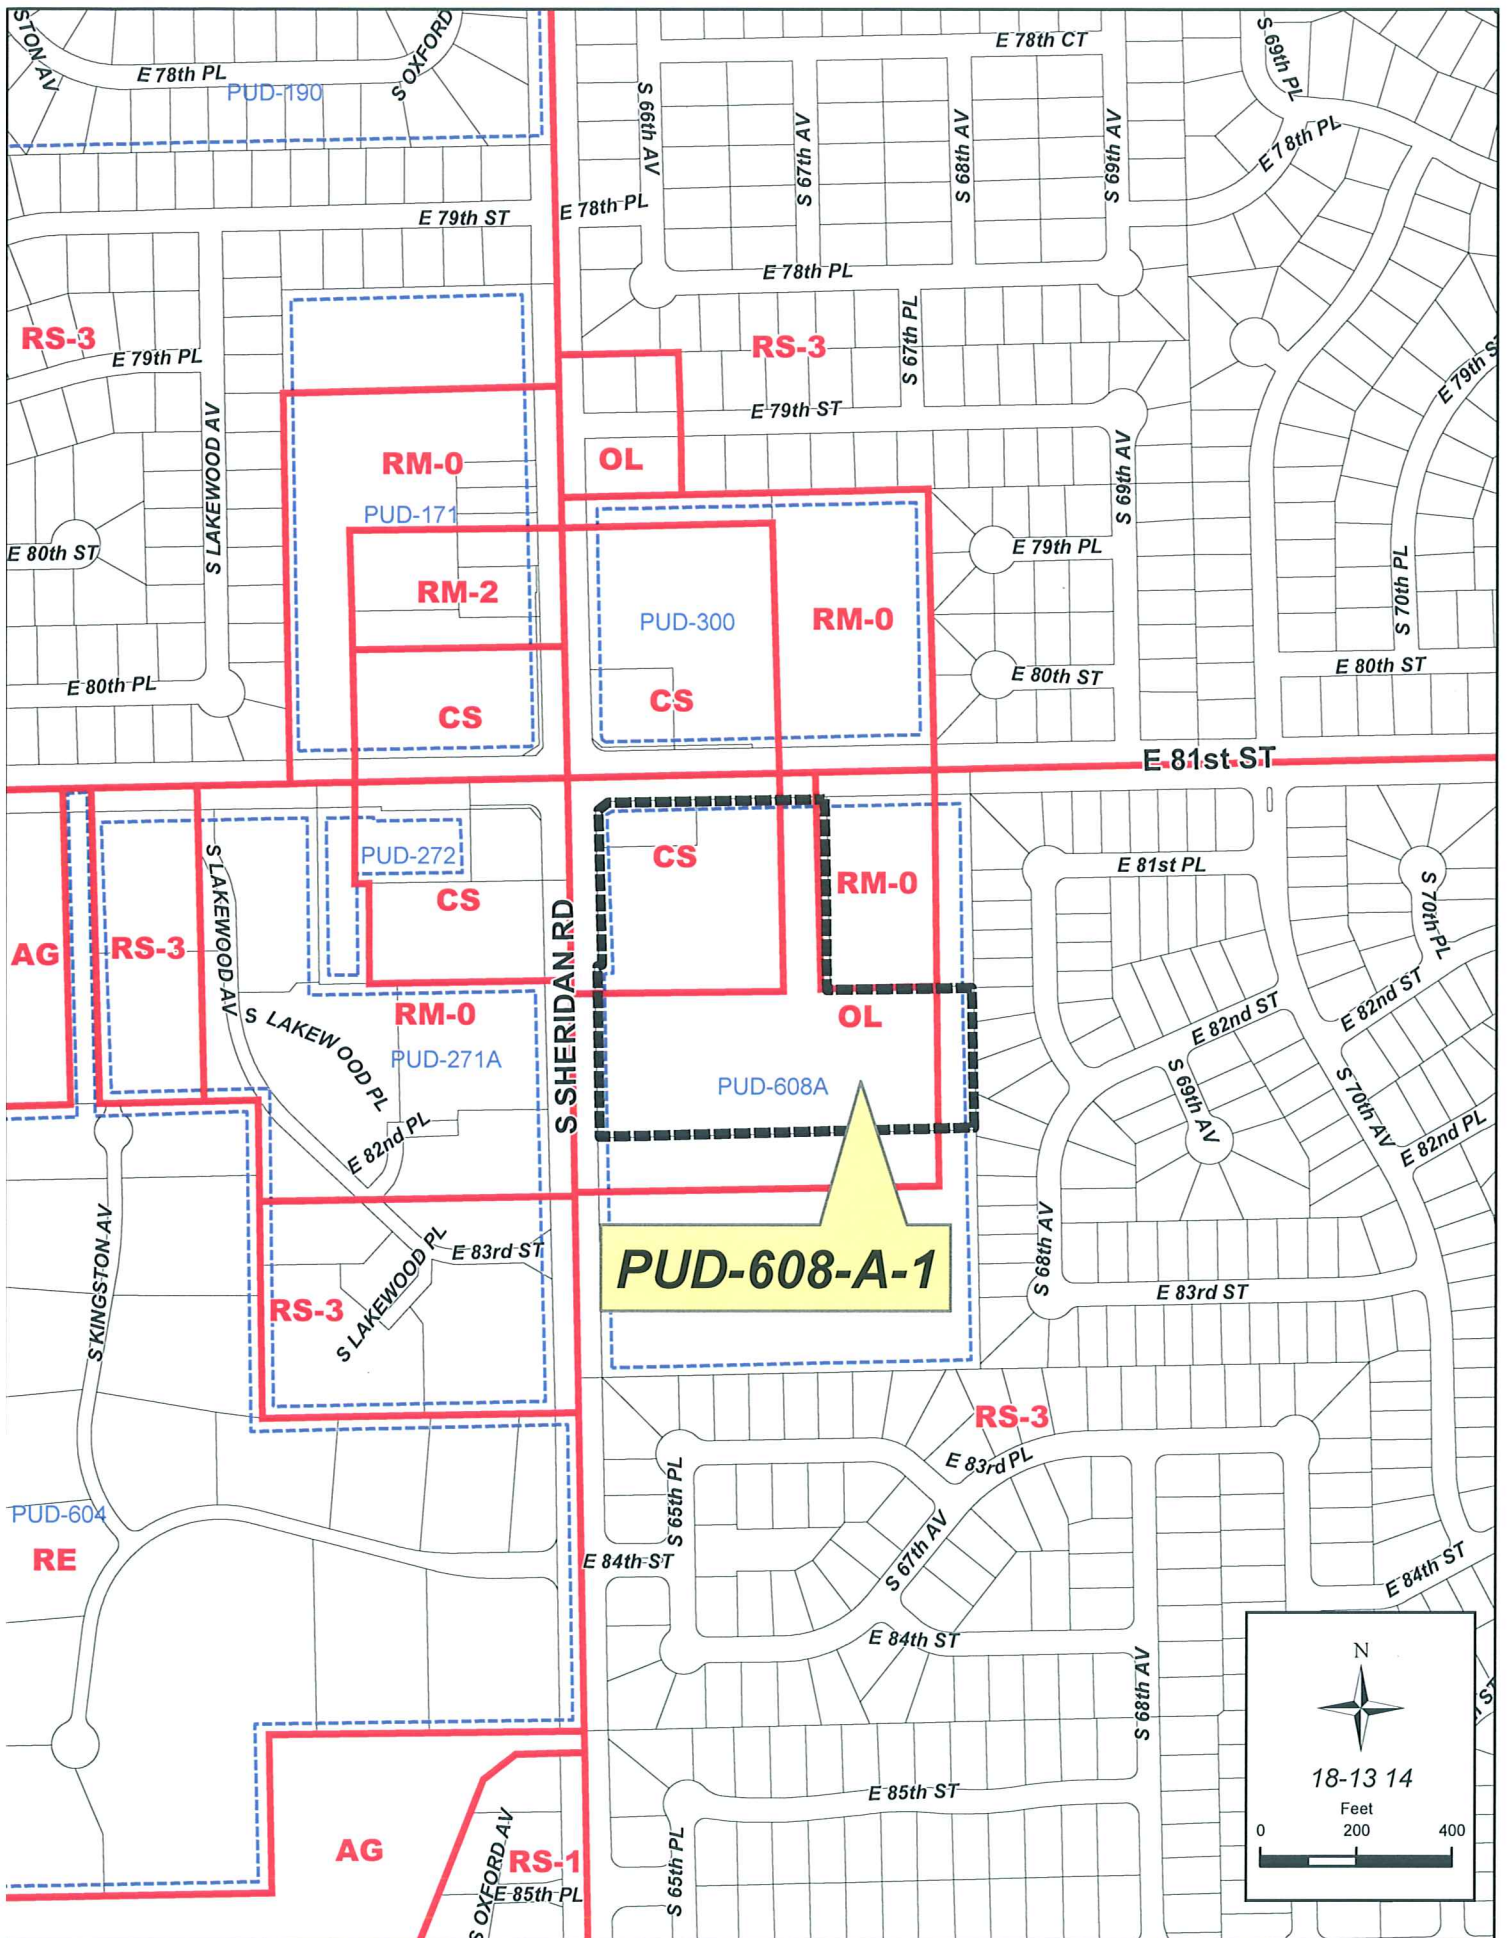 STON AV
E 78th PL
S OXFORD
PUD-190
E 78th CT
S 69th PL
S 66th AV
S 67th AV
S 68th AV
S 69th AV
E 78th PL
E 79th ST
E 78th PL
E 78th PL
RS-3
E 79th PL
RS-3
S 67th PL
E 79th ST
E 79th S
S LAKEWOOD AV
RM-0
OL
S 69th AV
PUD-171
E 80th ST
E 79th PL
RM-2
PUD-300
RM-0
S 70th PL
E 80th PL
E 80th ST
E 80th ST
CS
CS
E 81st ST
S LAKEWOOD AV
PUD-272
CS
E 81st PL
CS
RM-0
S 70th PL
AG
RS-3
S SHERIDAN RD
RM-0
OL
E 82nd ST
E 82nd ST
S LAKEWOOD PL
PUD-271A
PUD-608A
S 69th AV
S 70th AV
E 82nd PL
E 82nd PL
S KINGSTON AV
S LAKEWOOD PL
E 83rd ST
PUD-608-A-1
S 68th AV
E 83rd ST
RS-3
RS-3
E 83rd PL
S 65th PL
PUD-604
RE
E 84th ST
S 67th AV
E 84th ST
E 84th ST
S 68th AV
N
18-13 14
Feet
0 200 400
E 85th ST
AG
S OXFORD AV
RS-1
E 85th PL
S 65th PL